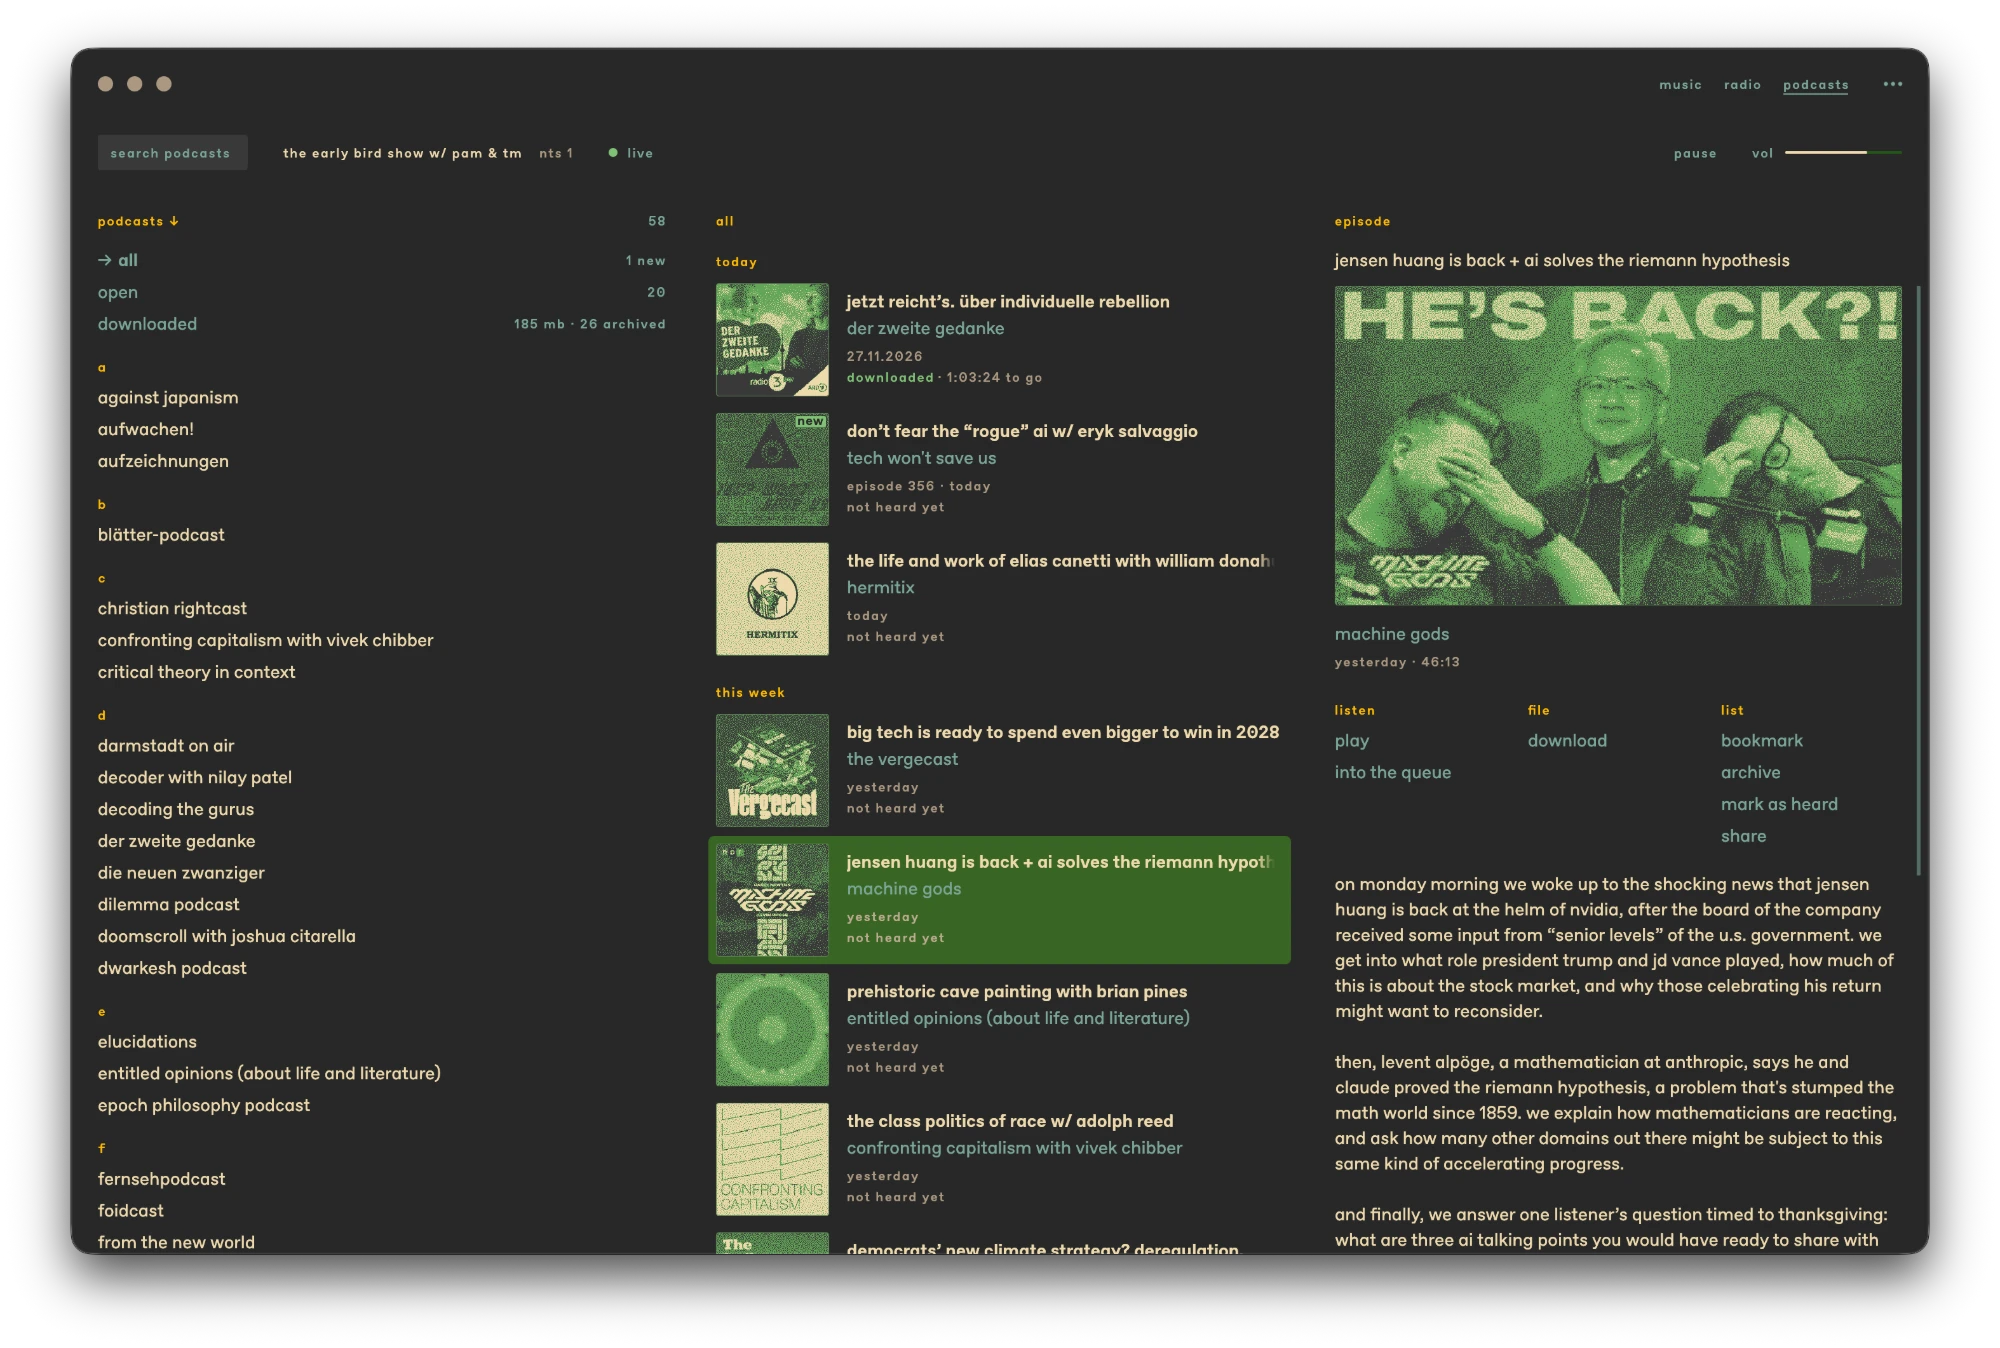 music radio podcasts •••
search podcasts the early bird show w/ pam & tm nts 1 live pause vol
podcasts ↓ 58
→ all 1 new
open 20
downloaded 185 mb · 26 archived
a
against japanism
aufwachen!
aufzeichnungen
b
blätter-podcast
c
christian rightcast
confronting capitalism with vivek chibber
critical theory in context
d
darmstadt on air
decoder with nilay patel
decoding the gurus
der zweite gedanke
die neuen zwanziger
dilemma podcast
doomscroll with joshua citarella
dwarkesh podcast
e
elucidations
entitled opinions (about life and literature)
epoch philosophy podcast
f
fernsehpodcast
foidcast
from the new world
all
today
DER
ZWEITE
GEDANKE
radio 3
jetzt reicht's. über individuelle rebellion
der zweite gedanke
27.11.2026
downloaded · 1:03:24 to go
new
don't fear the “rogue” ai w/ eryk salvaggio
tech won't save us
episode 356 · today
not heard yet
HERMITIX
the life and work of elias canetti with william donah
hermitix
today
not heard yet
this week
The
Vergecast
big tech is ready to spend even bigger to win in 2028
the vergecast
yesterday
not heard yet
MACHINE
GODS
jensen huang is back + ai solves the riemann hypoth
machine gods
yesterday
not heard yet
prehistoric cave painting with brian pines
entitled opinions (about life and literature)
yesterday
not heard yet
CONFRONTING
CAPITALISM
the class politics of race w/ adolph reed
confronting capitalism with vivek chibber
yesterday
not heard yet
The
democrats' new climate strategy? deregulation.
episode
jensen huang is back + ai solves the riemann hypothesis
HE'S BACK?!
MACHINE
GODS
machine gods
yesterday · 46:13
listen
play
into the queue
file
download
list
bookmark
archive
mark as heard
share
on monday morning we woke up to the shocking news that jensen
huang is back at the helm of nvidia, after the board of the company
received some input from “senior levels” of the u.s. government. we
get into what role president trump and jd vance played, how much of
this is about the stock market, and why those celebrating his return
might want to reconsider.
then, levent alpöge, a mathematician at anthropic, says he and
claude proved the riemann hypothesis, a problem that's stumped the
math world since 1859. we explain how mathematicians are reacting,
and ask how many other domains out there might be subject to this
same kind of accelerating progress.
and finally, we answer one listener's question timed to thanksgiving:
what are three ai talking points you would have ready to share with